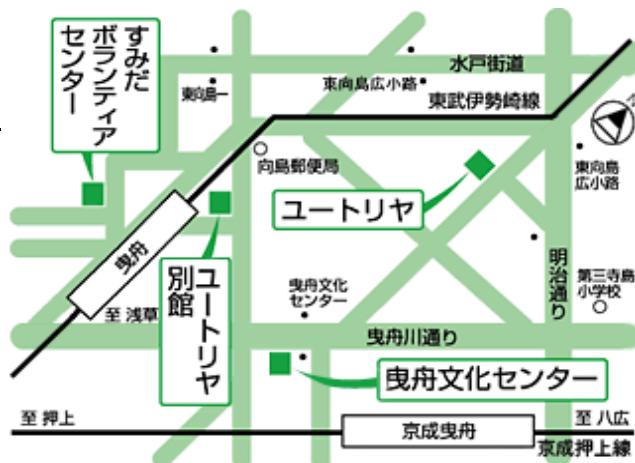 すみだ
ボランティア
センター
水戸街道
東向島一
東向島広小路
東武伊勢崎線
向島郵便局
東向島
広小路
ユートリヤ
曳舟
ユートリヤ
別館
明治通り
曳舟文化
センター
第三寺島
小学校
至 浅草
曳舟川通り
曳舟文化センター
至 押上
京成曳舟
至 八広
京成押上線